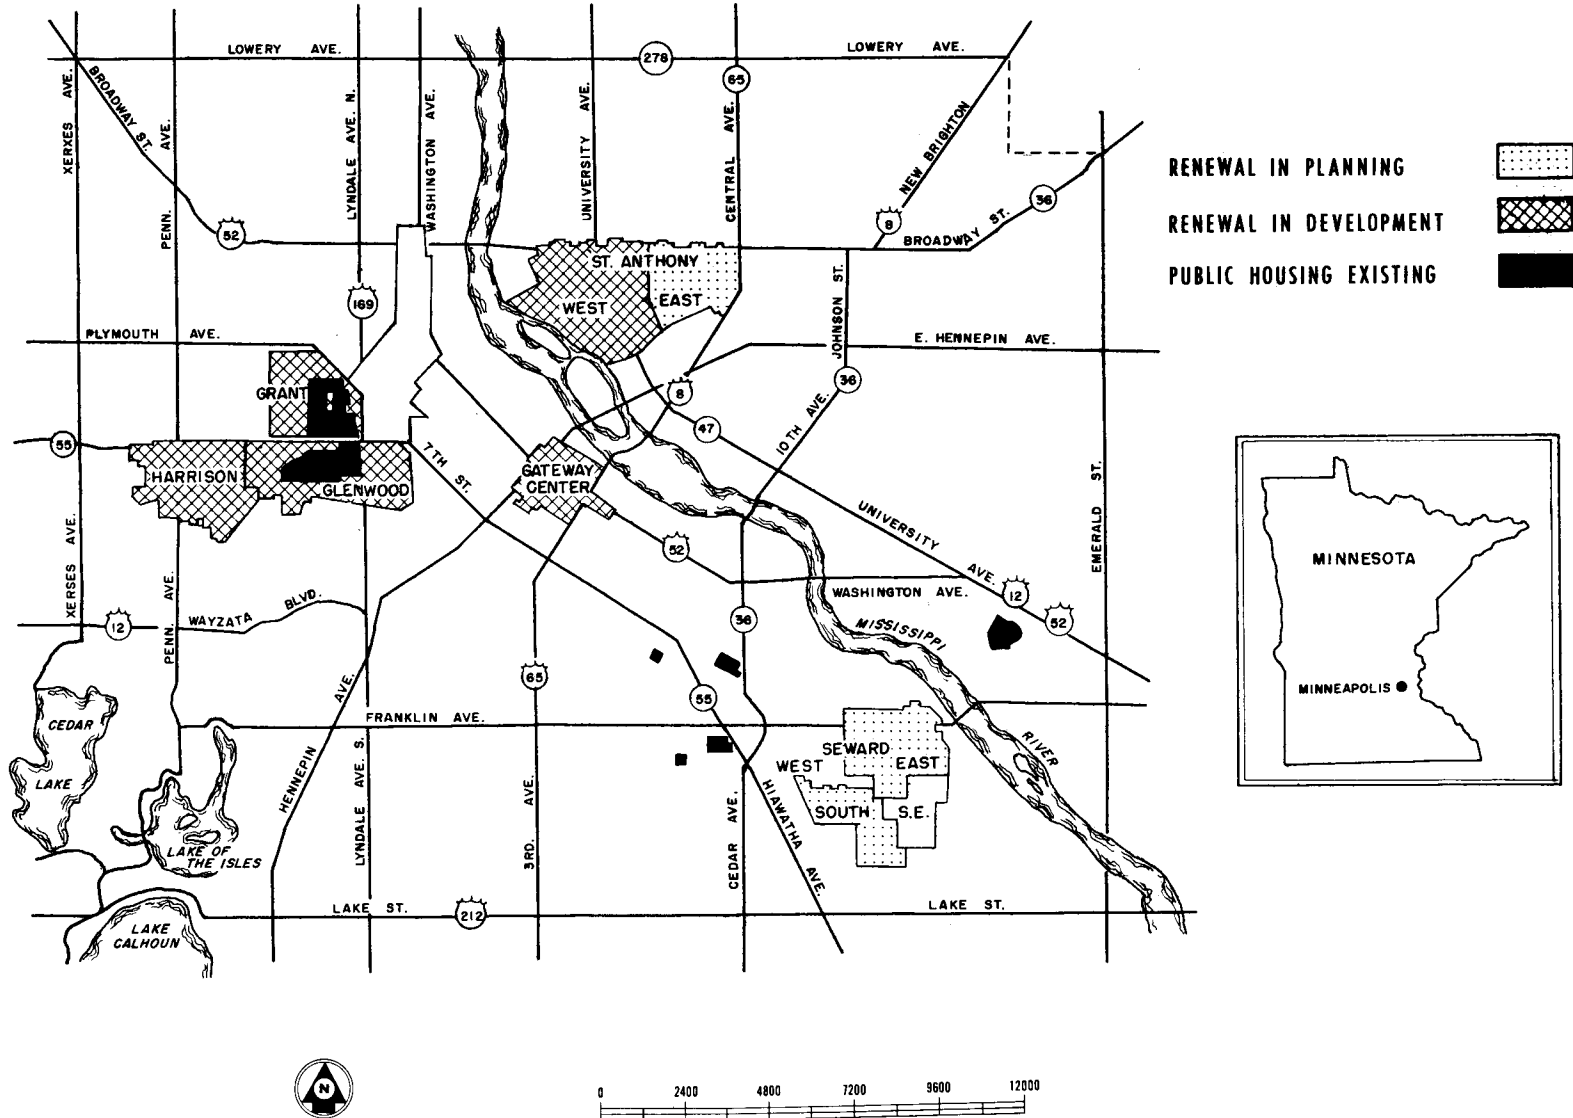 LOWERY AVE.
278
LOWERY AVE.
65
XERXES AVE.
BROADWAY ST.
PENN. AVE.
LYNDALE AVE. N.
WASHINGTON AVE.
UNIVERSITY AVE.
CENTRAL AVE.
NEW BRIGHTON
8
36
BROADWAY ST.
52
RENEWAL IN PLANNING
RENEWAL IN DEVELOPMENT
PUBLIC HOUSING EXISTING
ST. ANTHONY
WEST
EAST
169
JOHNSON ST.
PLYMOUTH AVE.
E. HENNEPIN AVE.
GRANT
8
36
47
10 TH AVE.
55
7 TH ST.
HARRISON
GLENWOOD
GATEWAY
CENTER
UNIVERSITY AVE.
EMERALD ST.
52
XERSES AVE.
PENN. AVE.
WASHINGTON AVE.
12
52
12
WAYZATA BLVD.
36
MISSISSIPPI
RIVER
65
55
HENNEPIN AVE.
FRANKLIN AVE.
CEDAR
LAKE
SEWARD
WEST
EAST
SOUTH
S.E.
LYNDALE AVE. S.
3RD. AVE.
CEDAR AVE.
HIAWATHA AVE.
LAKE OF
THE ISLES
LAKE ST.
212
LAKE ST.
LAKE
CALHOUN
MINNESOTA
MINNEAPOLIS
N
0 2400 4800 7200 9600 12000